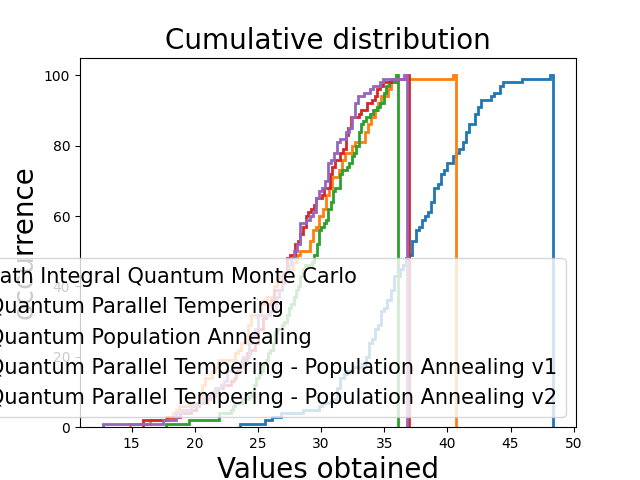 Cumulative distribution
100
80
60
40
20
0
occurrence
ath Integral Quantum Monte Carlo
Quantum Parallel Tempering
Quantum Population Annealing
Quantum Parallel Tempering - Population Annealing v1
Quantum Parallel Tempering - Population Annealing v2
15 20 25 30 35 40 45 50
Values obtained